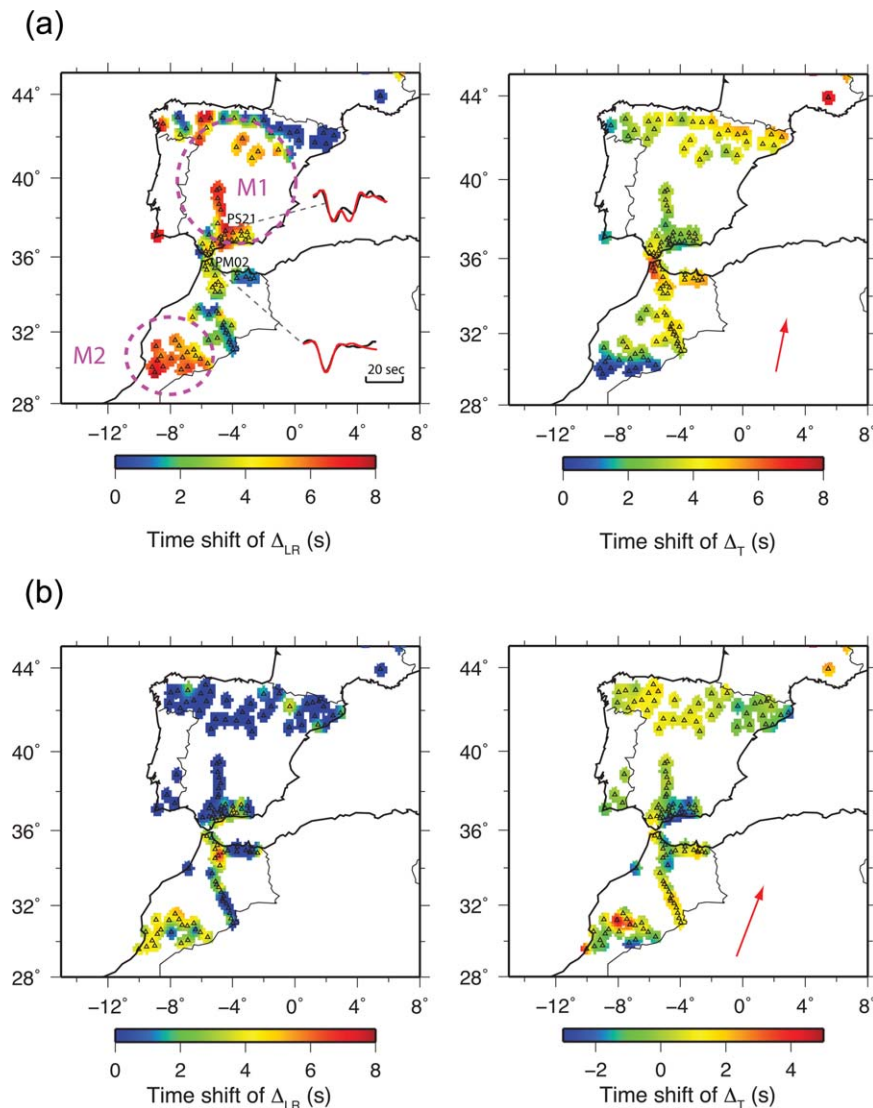 (a)
44° 44°
40° 40°
36° 36°
32° 32°
28° 28°
M1
PS21
PM02
M2
20 sec
−12° −8° −4° 0° 4° 8° −12° −8° −4° 0° 4° 8°
0 2 4 6 8 0 2 4 6 8
Time shift of ΔLR (s) Time shift of ΔT (s)
(b)
44° 44°
40° 40°
36° 36°
32° 32°
28° 28°
−12° −8° −4° 0° 4° 8° −12° −8° −4° 0° 4° 8°
0 2 4 6 8 −2 0 2 4
Time shift of ΔLR (s) Time shift of ΔT (s)